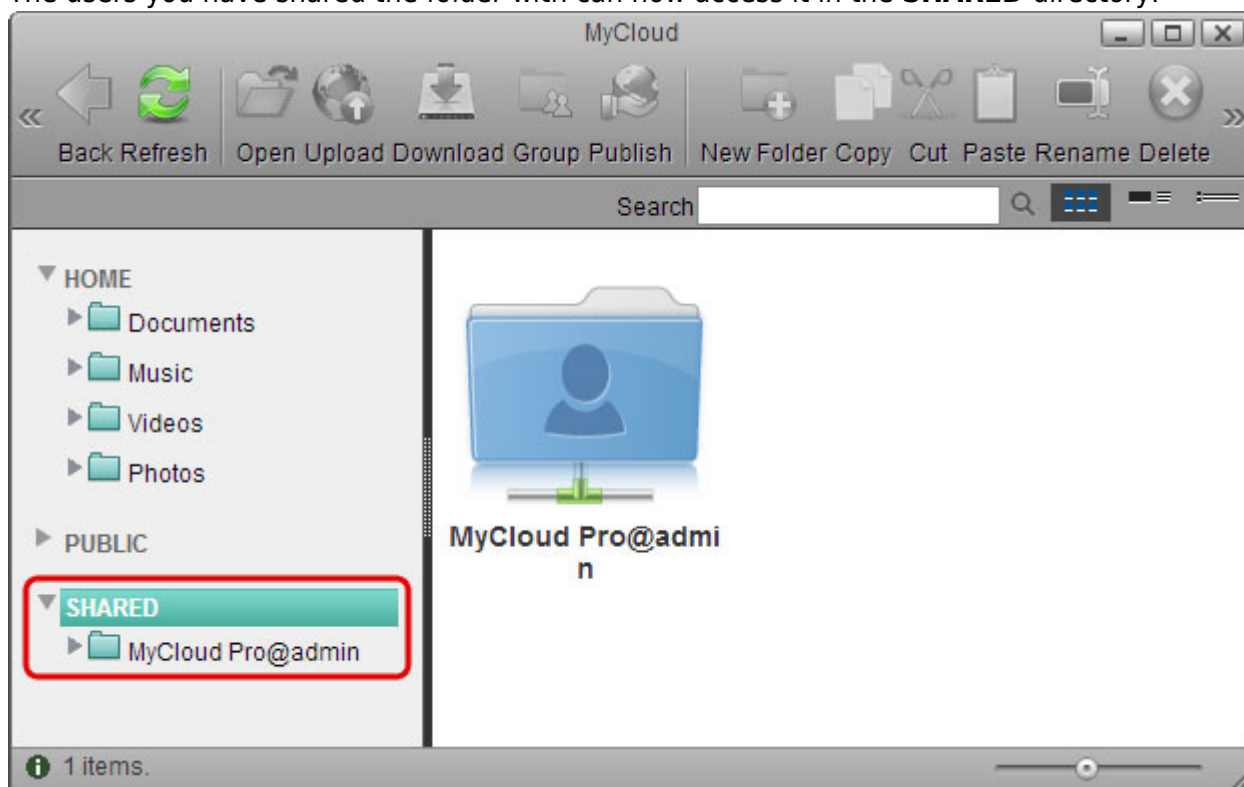 The users you have shared the folder with can now access it in the SHARED directory.
MyCloud
Back Refresh Open Upload Download Group Publish New Folder Copy Cut Paste Rename Delete
Search
HOME
Documents
Music
Videos
Photos
PUBLIC
SHARED
MyCloud Pro@admin
MyCloud Pro@admi
n
1 items.